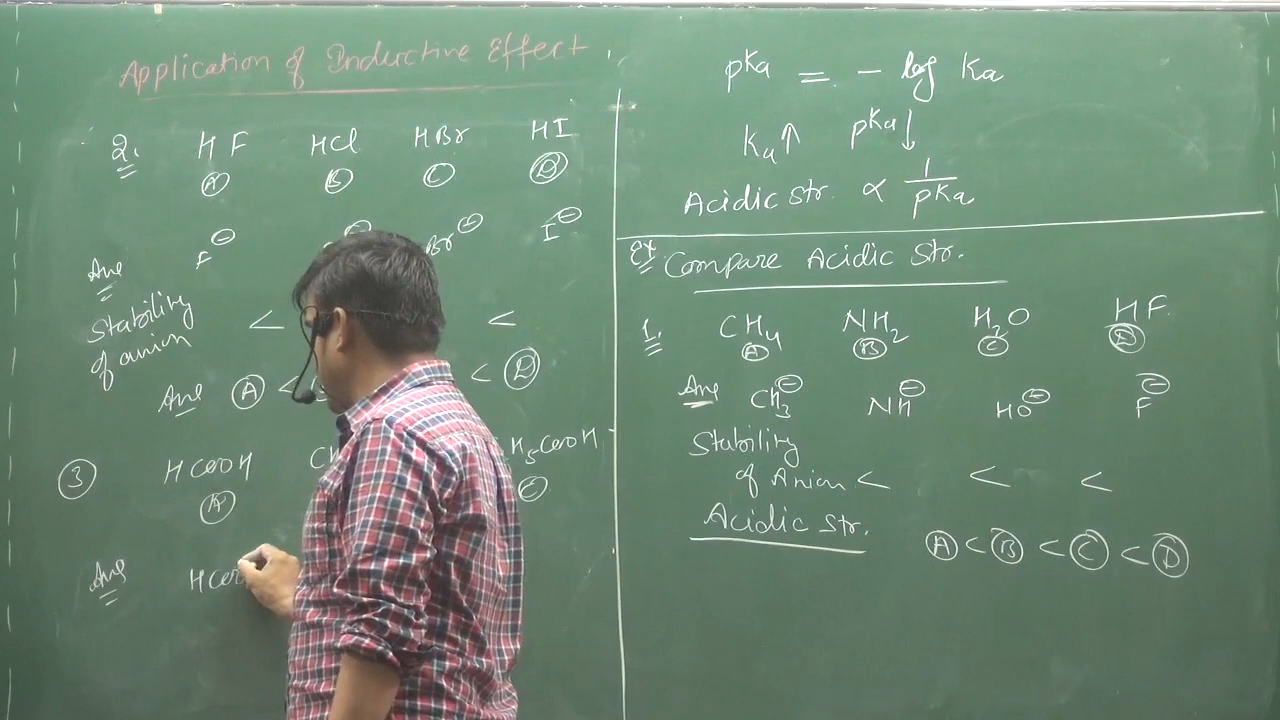 Application of Inductive Effect
2. HF HCl HBr HI
A B C D
Ans F⊖ ⊖ Br⊖ I⊖
Stability
of anion < <
Ans A < < D
3 HCOOH CH H5COOH
A C
Ans HCOO
pKa = - log Ka
Ka↑ pKa↓
Acidic str. ∝ 1/pKa
Ex Compare Acidic Str.
1. CH4 NH2 H2O HF
A B C D
Ans CH3⊖ NH⊖ HO⊖ F⊖
Stability
of Anion < < <
Acidic Str. A < B < C < D